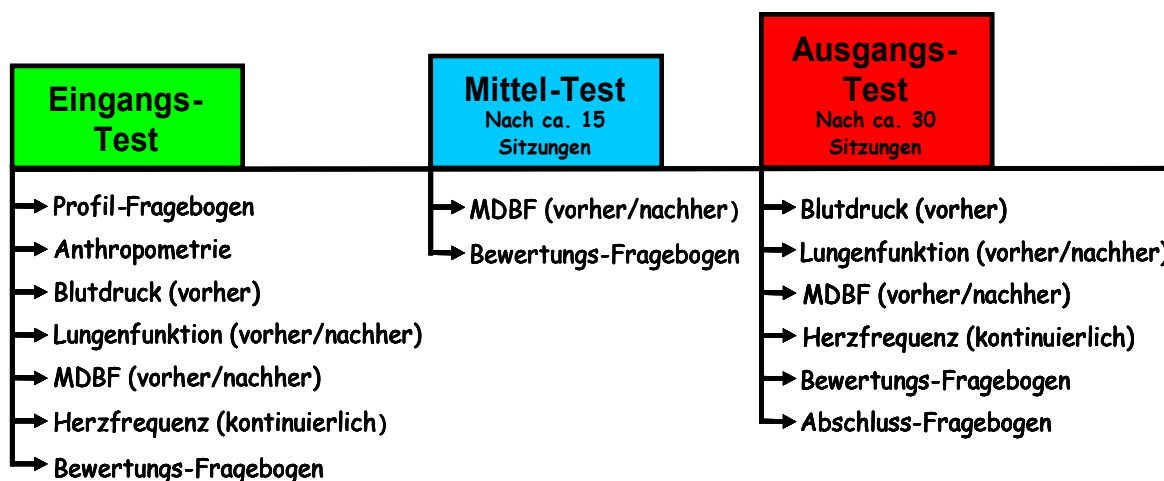 Eingangs-
Test
Profil-Fragebogen
Anthropometrie
Blutdruck (vorher)
Lungenfunktion (vorher/nachher)
MDBF (vorher/nachher)
Herzfrequenz (kontinuierlich)
Bewertungs-Fragebogen
Mittel-Test
Nach ca. 15
Sitzungen
MDBF (vorher/nachher)
Bewertungs-Fragebogen
Ausgangs-
Test
Nach ca. 30
Sitzungen
Blutdruck (vorher)
Lungenfunktion (vorher/nachher)
MDBF (vorher/nachher)
Herzfrequenz (kontinuierlich)
Bewertungs-Fragebogen
Abschluss-Fragebogen